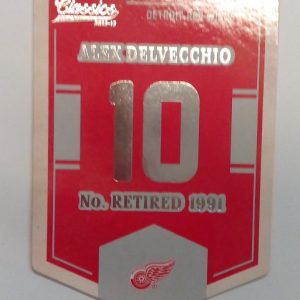 Classics
DETROIT RED WINGS
ALEX DELVECCHIO
10
No. RETIRED 1991